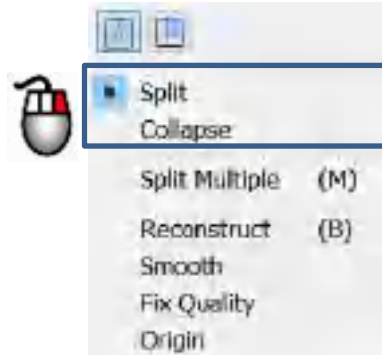 Split
Collapse
Split Multiple (M)
Reconstruct (B)
Smooth
Fix Quality
Origin